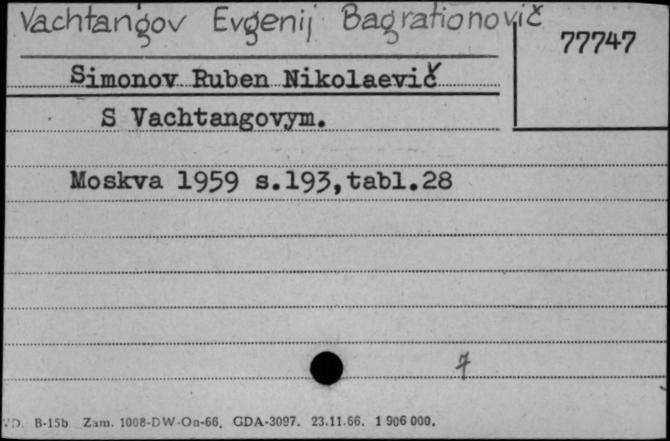 Vachtangov Evgenij Bagrationovič
77747
Simonov Ruben Nikolaevič
S Vachtangovym.
Moskva 1959 s.193,tabl.28
7
B-15b Zam. 1008-DW-Oa-66. GDA-3097. 23.11.66. 1 906 000.